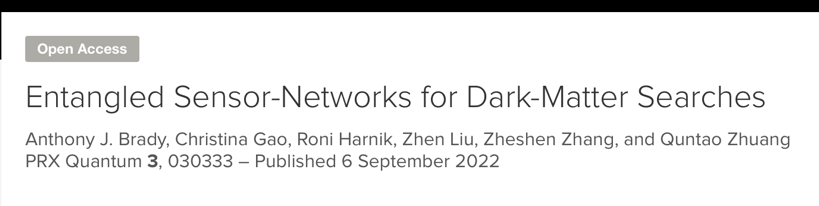 Open Access
Entangled Sensor-Networks for Dark-Matter Searches
Anthony J. Brady, Christina Gao, Roni Harnik, Zhen Liu, Zheshen Zhang, and Quntao Zhuang
PRX Quantum 3, 030333 – Published 6 September 2022